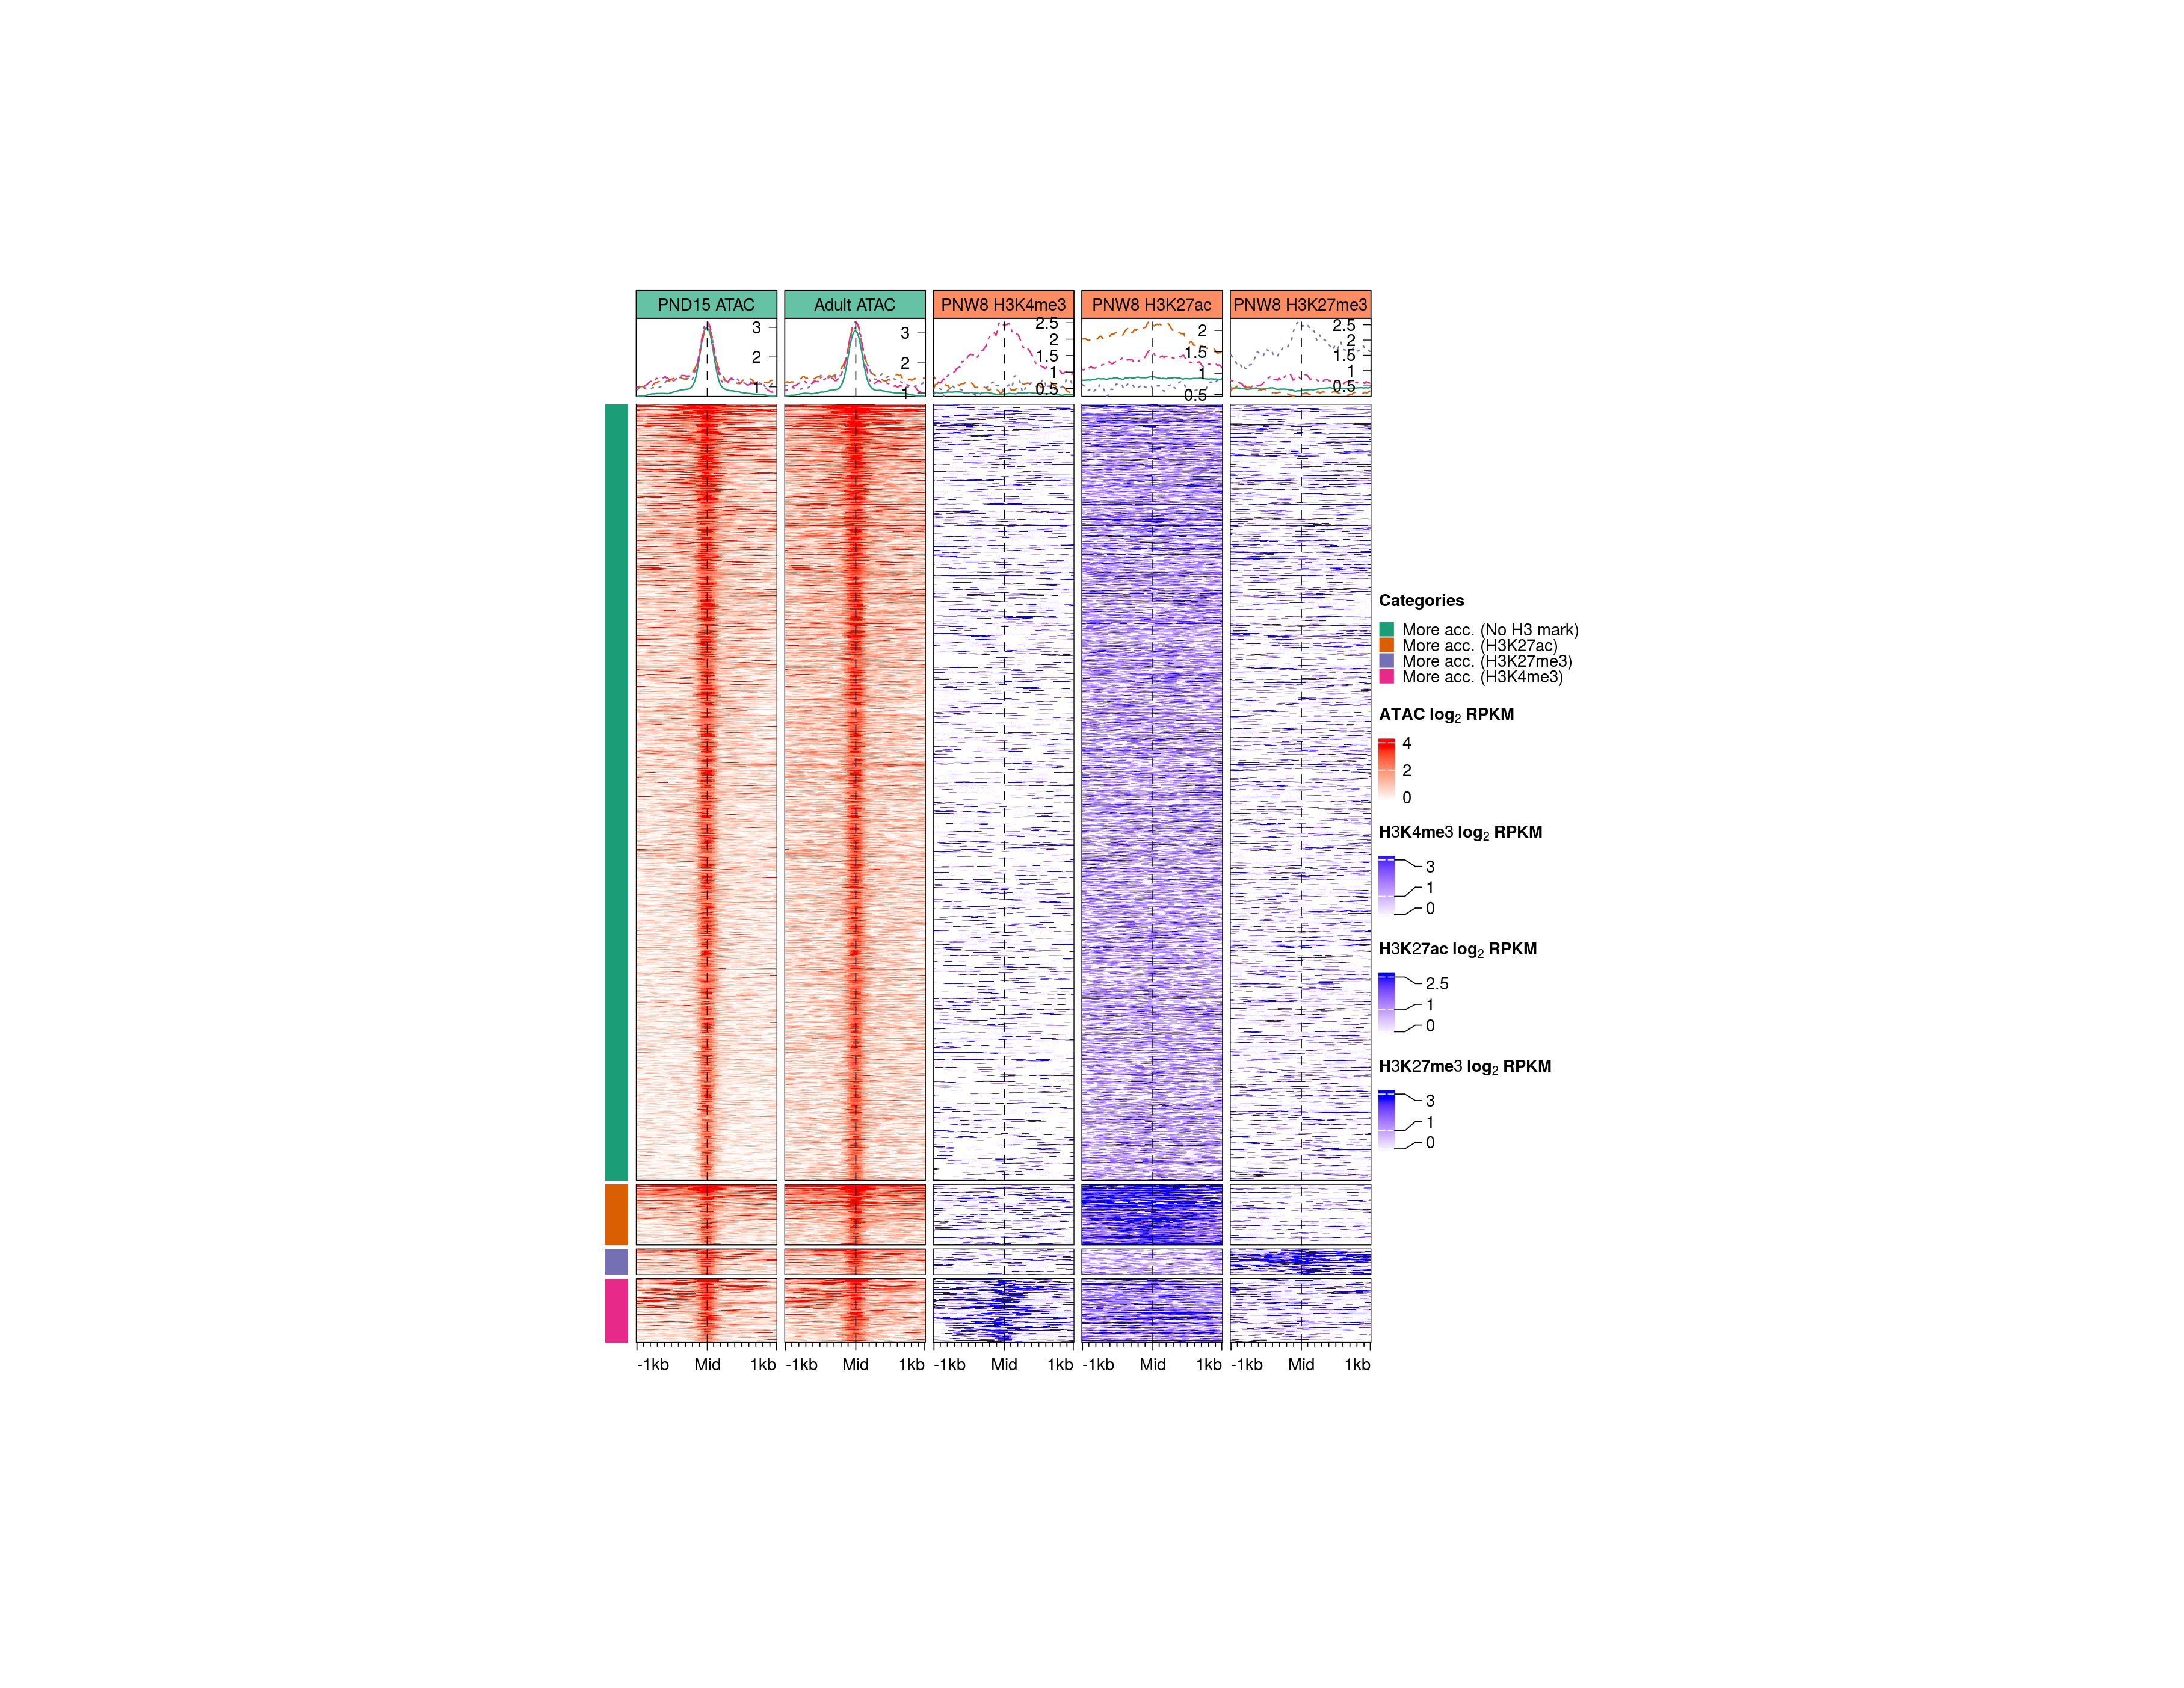 PND15 ATAC
Adult ATAC
PNW8 H3K4me3
PNW8 H3K27ac
PNW8 H3K27me3
3
2
1
3
2
1
2.5
2
1.5
1
0.5
2
1.5
1
0.5
2.5
2
1.5
1
0.5
Categories
More acc. (No H3 mark)
More acc. (H3K27ac)
More acc. (H3K27me3)
More acc. (H3K4me3)
ATAC log₂ RPKM
4
2
0
H3K4me3 log₂ RPKM
3
1
0
H3K27ac log₂ RPKM
2.5
1
0
H3K27me3 log₂ RPKM
3
1
0
-1kb Mid 1kb
-1kb Mid 1kb
-1kb Mid 1kb
-1kb Mid 1kb
-1kb Mid 1kb